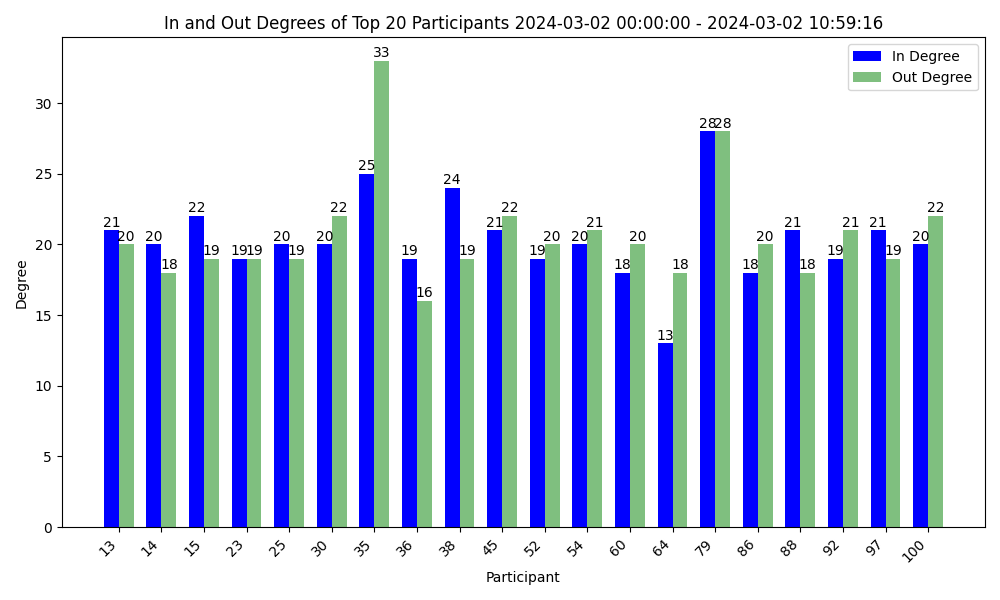 In and Out Degrees of Top 20 Participants 2024-03-02 00:00:00 - 2024-03-02 10:59:16
In Degree
Out Degree
Degree
30
25
20
15
10
5
0
21 20 20 18 22 19 19 19 20 19 20 22 25 33 19 16 24 19 21 22 19 20 20 21 18 20 13 18 28 28 18 20 21 18 19 21 21 19 20 22
13 14 15 23 25 30 35 36 38 45 52 54 60 64 79 86 88 92 97 100
Participant